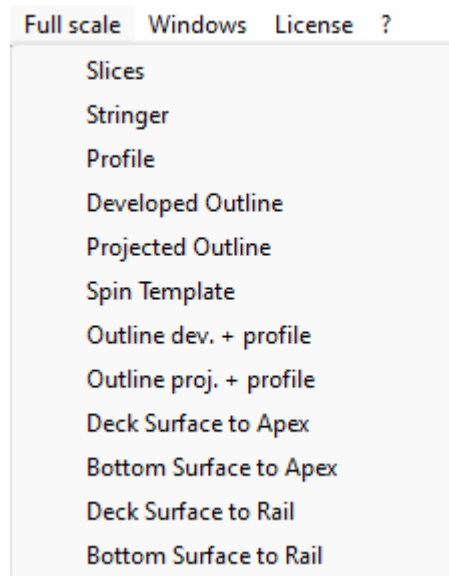 Full scale Windows License ?
Slices
Stringer
Profile
Developed Outline
Projected Outline
Spin Template
Outline dev. + profile
Outline proj. + profile
Deck Surface to Apex
Bottom Surface to Apex
Deck Surface to Rail
Bottom Surface to Rail